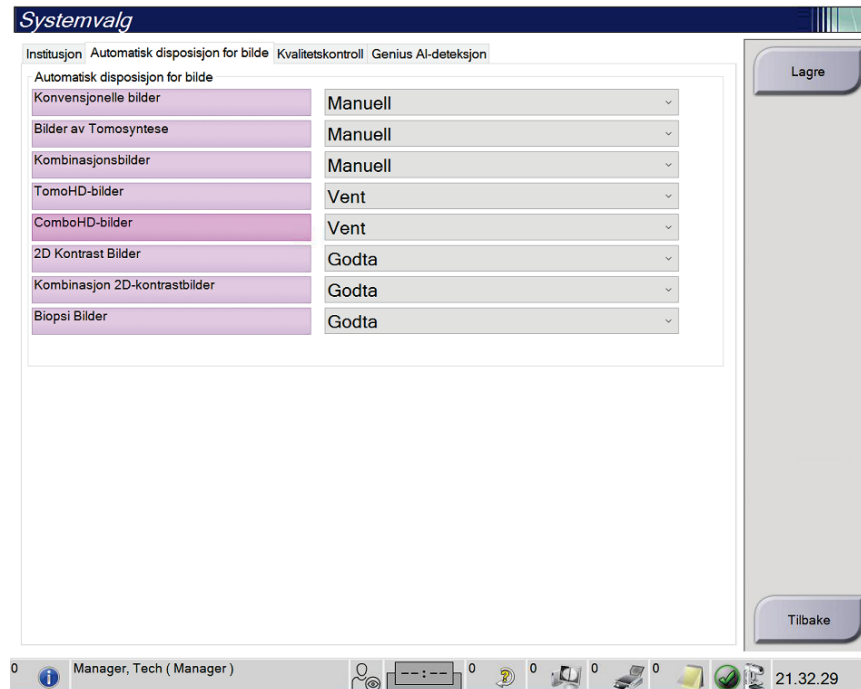 Systemvalg
Institusjon Automatisk disposisjon for bilde Kvalitetskontroll Genius AI-deteksjon
Lagre
Automatisk disposisjon for bilde
Konvensjonelle bilder Manuell
Bilder av Tomosyntese Manuell
Kombinasjonsbilder Manuell
TomoHD-bilder Vent
ComboHD-bilder Vent
2D Kontrast Bilder Godta
Kombinasjon 2D-kontrastbilder Godta
Biopsi Bilder Godta
Tilbake
0 Manager, Tech ( Manager ) --:-- 0 0 0 0 21.32.29